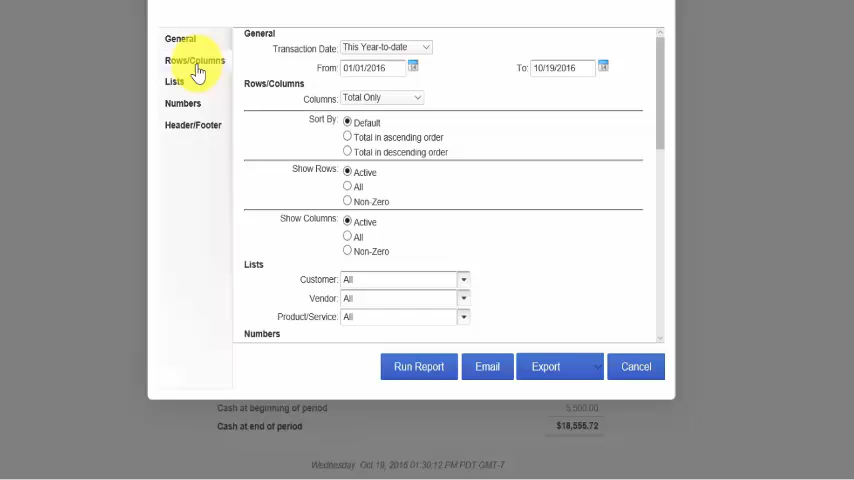 General
Rows/Columns
Lists
Numbers
Header/Footer
General
Transaction Date: This Year-to-date
From: 01/01/2016 To: 10/19/2016
Rows/Columns
Columns: Total Only
Sort By: Default
Total in ascending order
Total in descending order
Show Rows: Active
All
Non-Zero
Show Columns: Active
All
Non-Zero
Lists
Customer: All
Vendor: All
Product/Service: All
Numbers
Run Report Email Export Cancel
Cash at beginning of period 5,500.00
Cash at end of period $18,555.72
Wednesday Oct 19, 2016 01:30:12 PM PDT GMT-7